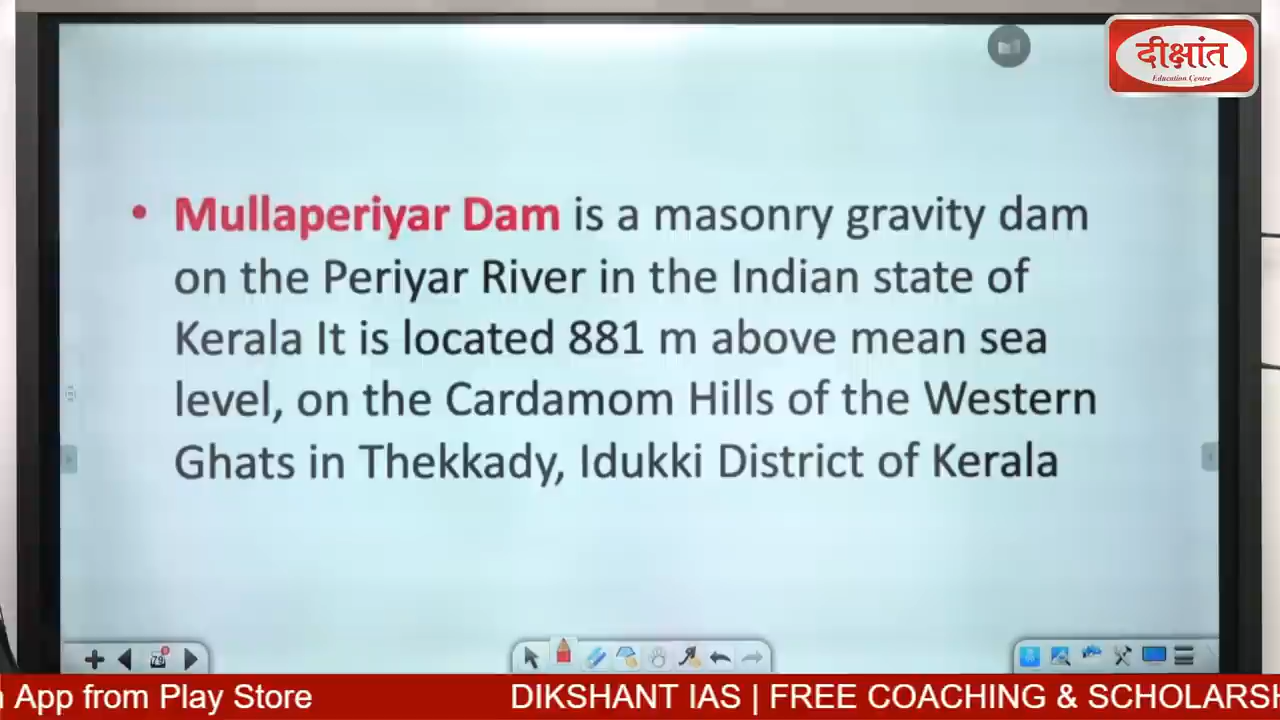 दीक्षांत
Education Centre
• Mullaperiyar Dam is a masonry gravity dam
on the Periyar River in the Indian state of
Kerala It is located 881 m above mean sea
level, on the Cardamom Hills of the Western
Ghats in Thekkady, Idukki District of Kerala
79
App from Play Store
DIKSHANT IAS | FREE COACHING & SCHOLARSH